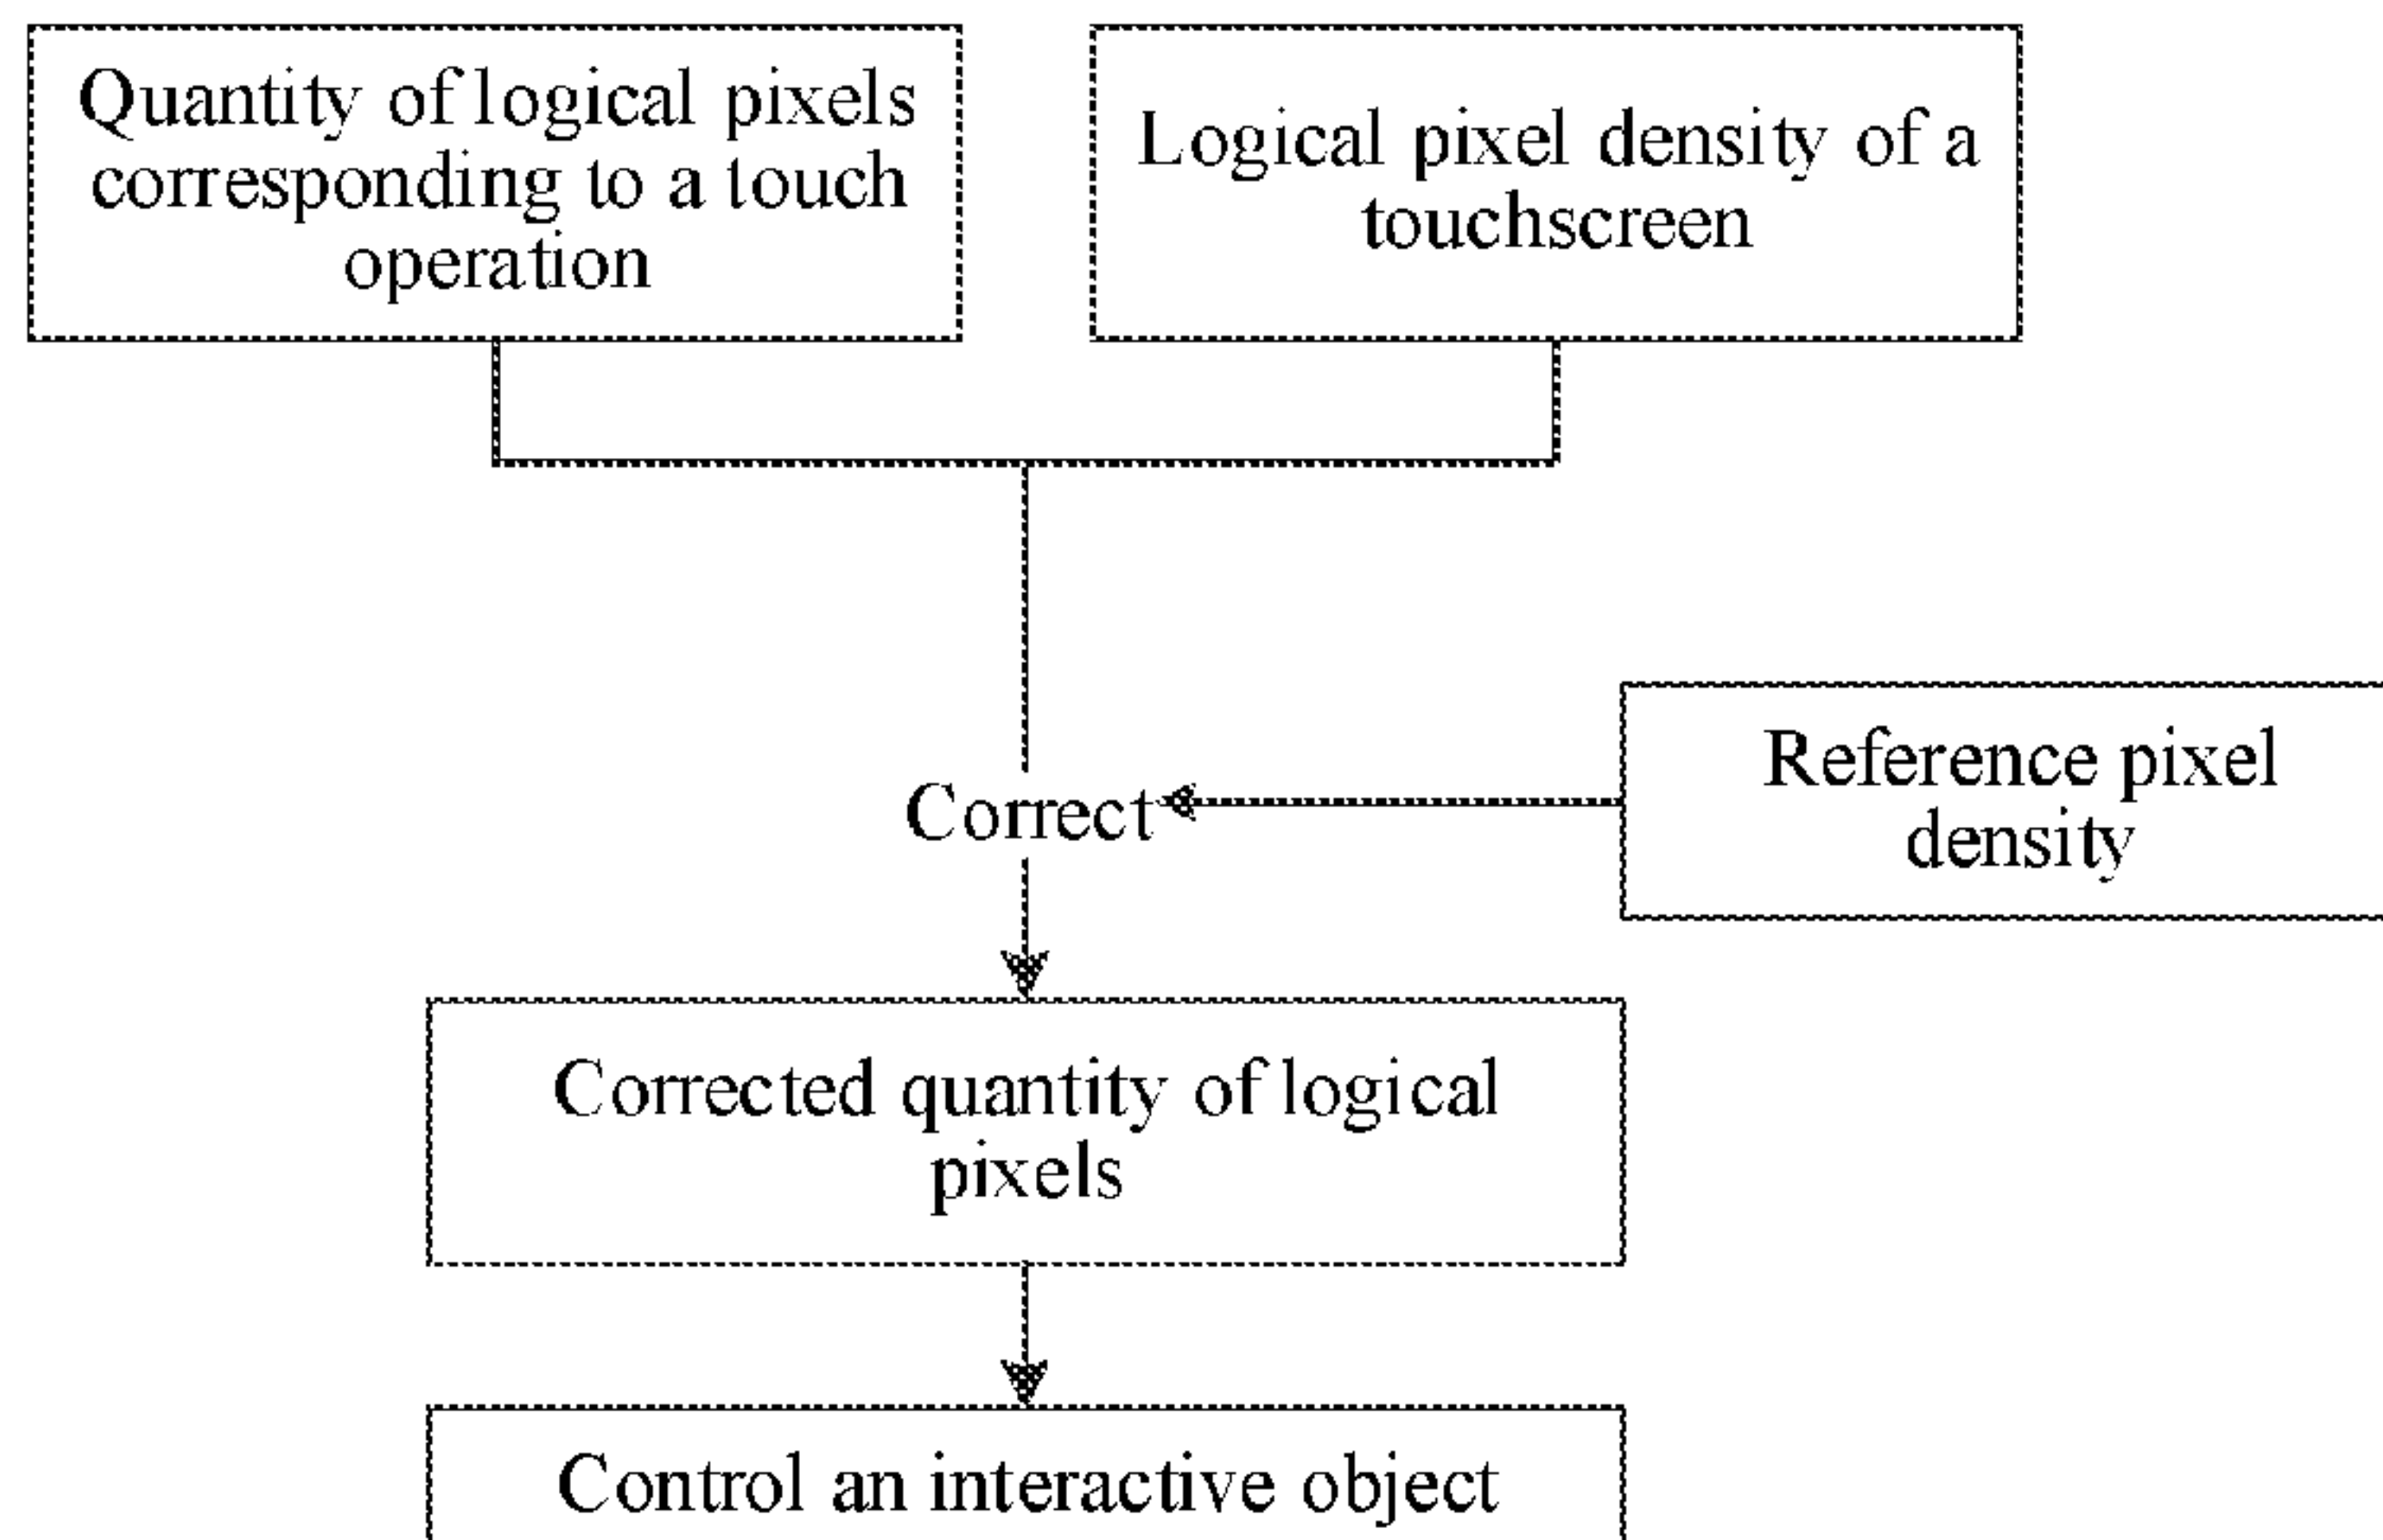 Quantity of logical pixels
corresponding to a touch
operation
Logical pixel density of a
touchscreen
Correct
Reference pixel
density
Corrected quantity of logical
pixels
Control an interactive object